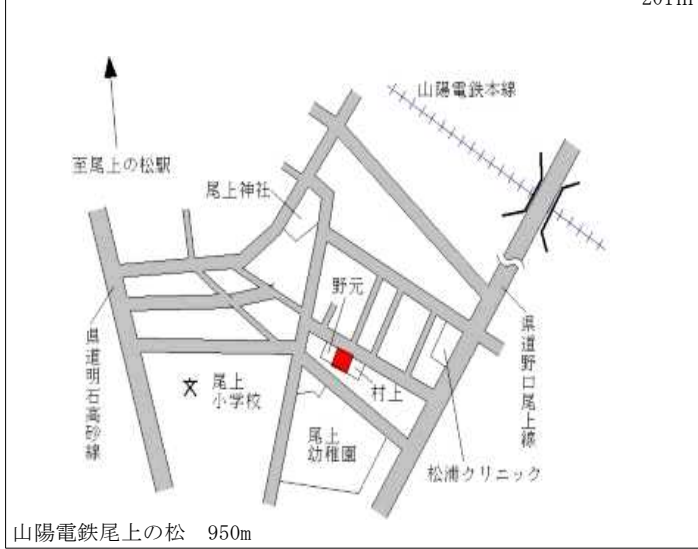 201m
山陽電鉄本線
至尾上の松駅
尾上神社
野元
県道明石高砂線
県道野口尾上線
文
尾上
小学校
村上
尾上
幼稚園
松浦クリニック
山陽電鉄尾上の松　950m